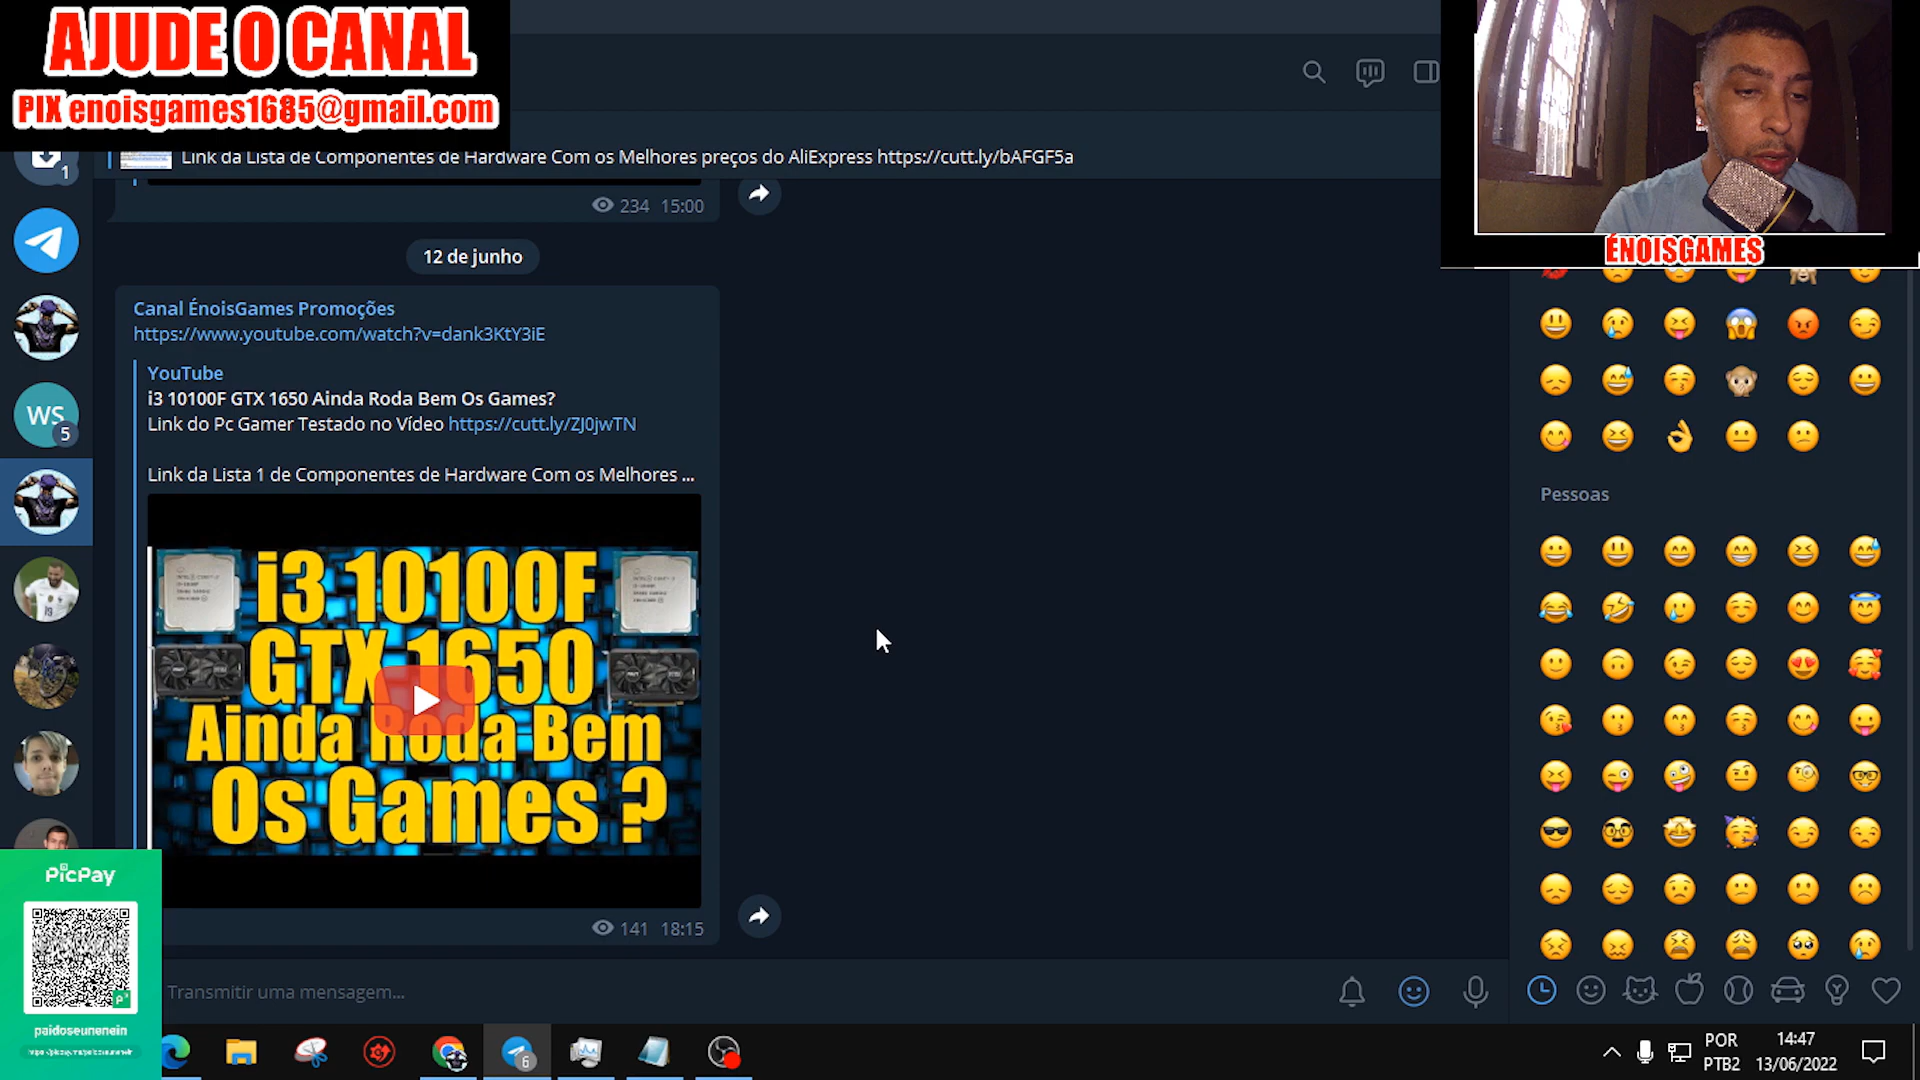 AJUDE O CANAL
PIX enoisgames1685@gmail.com
Link da Lista de Componentes de Hardware Com os Melhores preços do AliExpress https://cutt.ly/bAFGF5a
1
234 15:00
12 de junho
ÉNOISGAMES
Canal ÉnoisGames Promoções
https://www.youtube.com/watch?v=dank3KtY3iE
YouTube
i3 10100F GTX 1650 Ainda Roda Bem Os Games?
Link do Pc Gamer Testado no Vídeo https://cutt.ly/ZJ0jwTN
WS
5
Link da Lista 1 de Componentes de Hardware Com os Melhores ...
Pessoas
i3 10100F
GTX 1650
Ainda Roda Bem
Os Games ?
141 18:15
PicPay
paidoseunenein
Transmitir uma mensagem...
6
POR
PTB2
14:47
13/06/2022